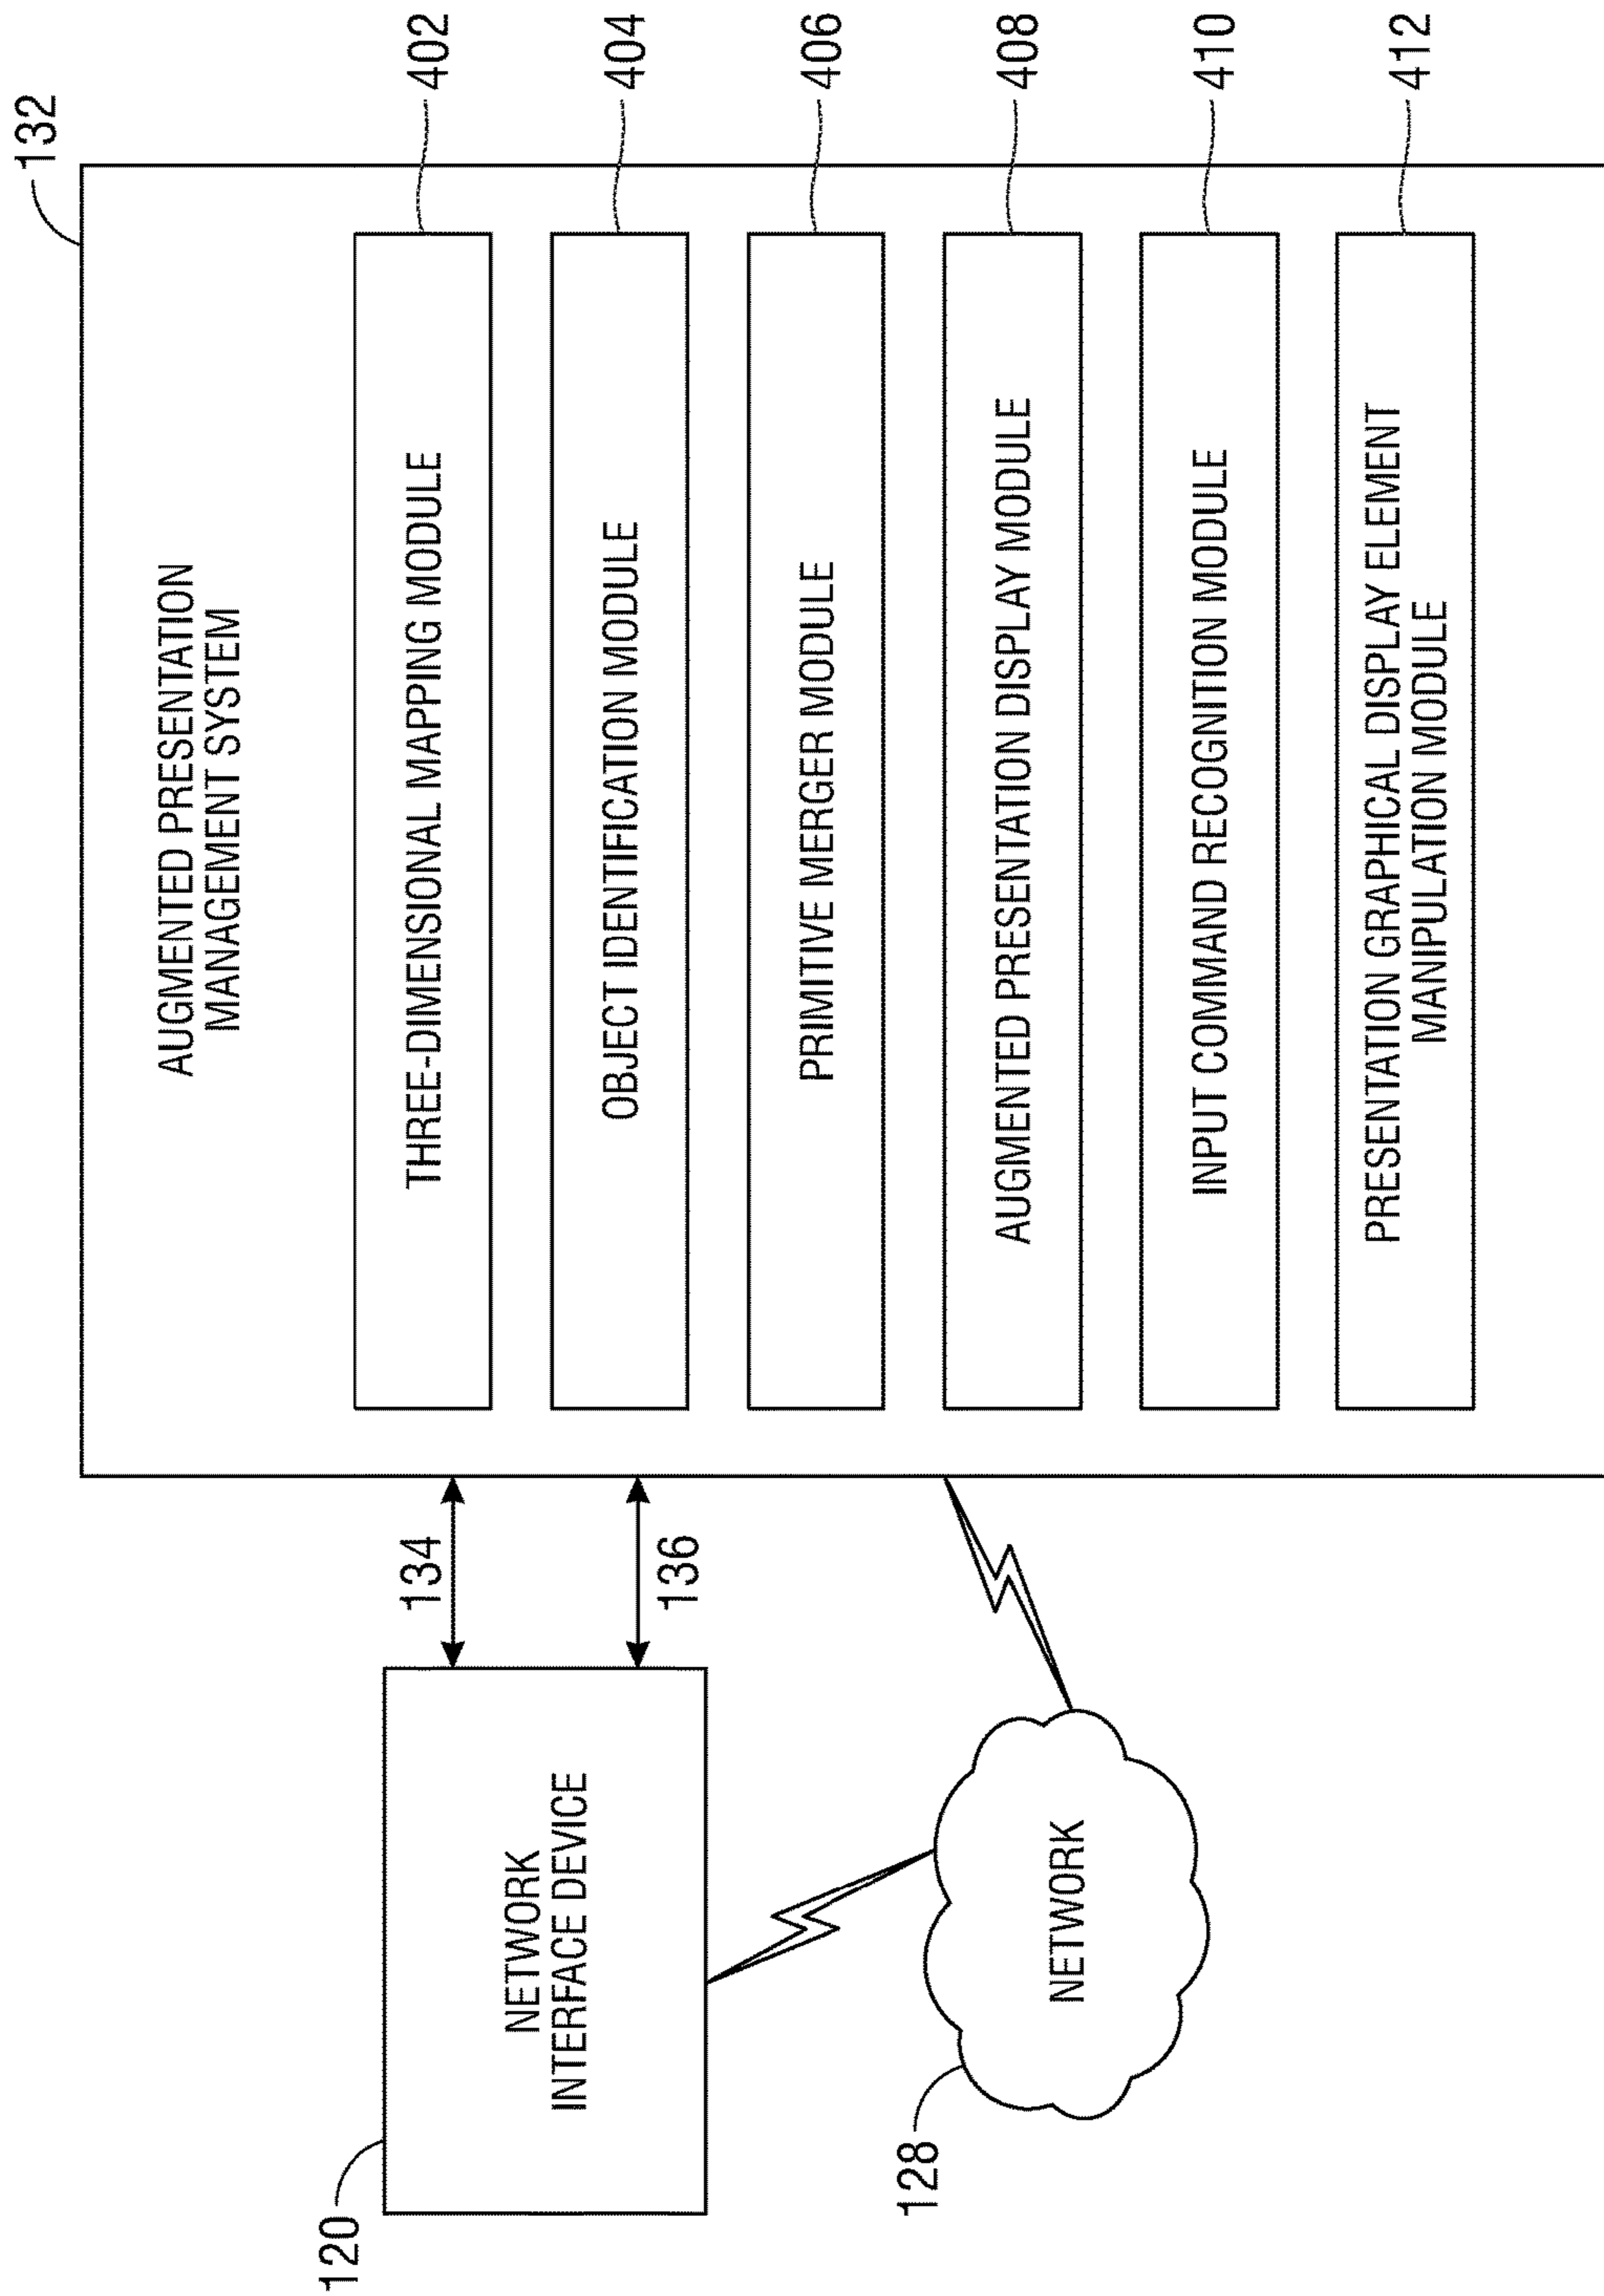 132
AUGMENTED PRESENTATION
MANAGEMENT SYSTEM
120
NETWORK
INTERFACE DEVICE
134
136
128
NETWORK
THREE-DIMENSIONAL MAPPING MODULE
402
OBJECT IDENTIFICATION MODULE
404
PRIMITIVE MERGER MODULE
406
AUGMENTED PRESENTATION DISPLAY MODULE
408
INPUT COMMAND RECOGNITION MODULE
410
PRESENTATION GRAPHICAL DISPLAY ELEMENT
MANIPULATION MODULE
412